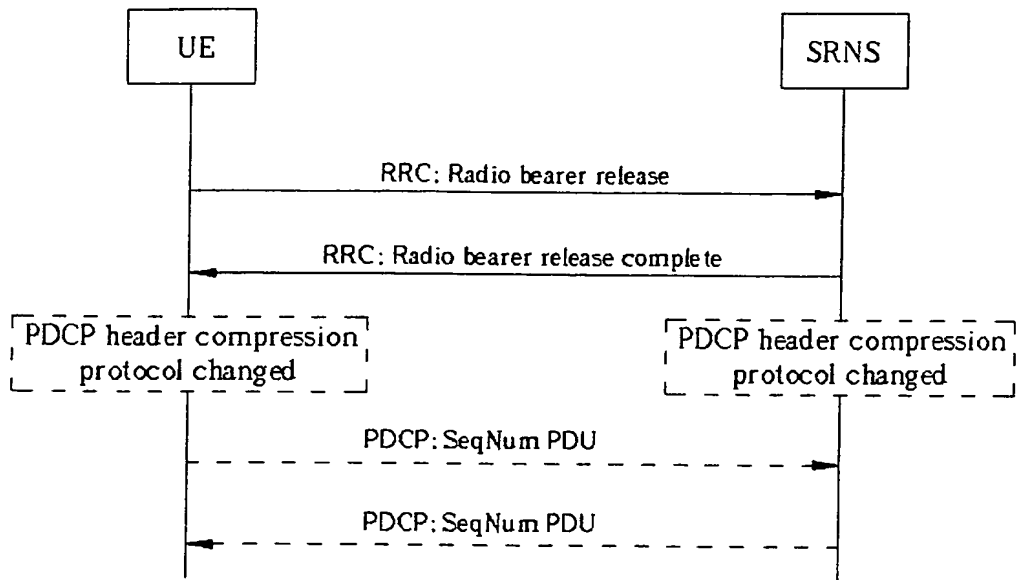 UE
SRNS
RRC: Radio bearer release
RRC: Radio bearer release complete
PDCP header compression
protocol changed
PDCP header compression
protocol changed
PDCP: SeqNum PDU
PDCP: SeqNum PDU